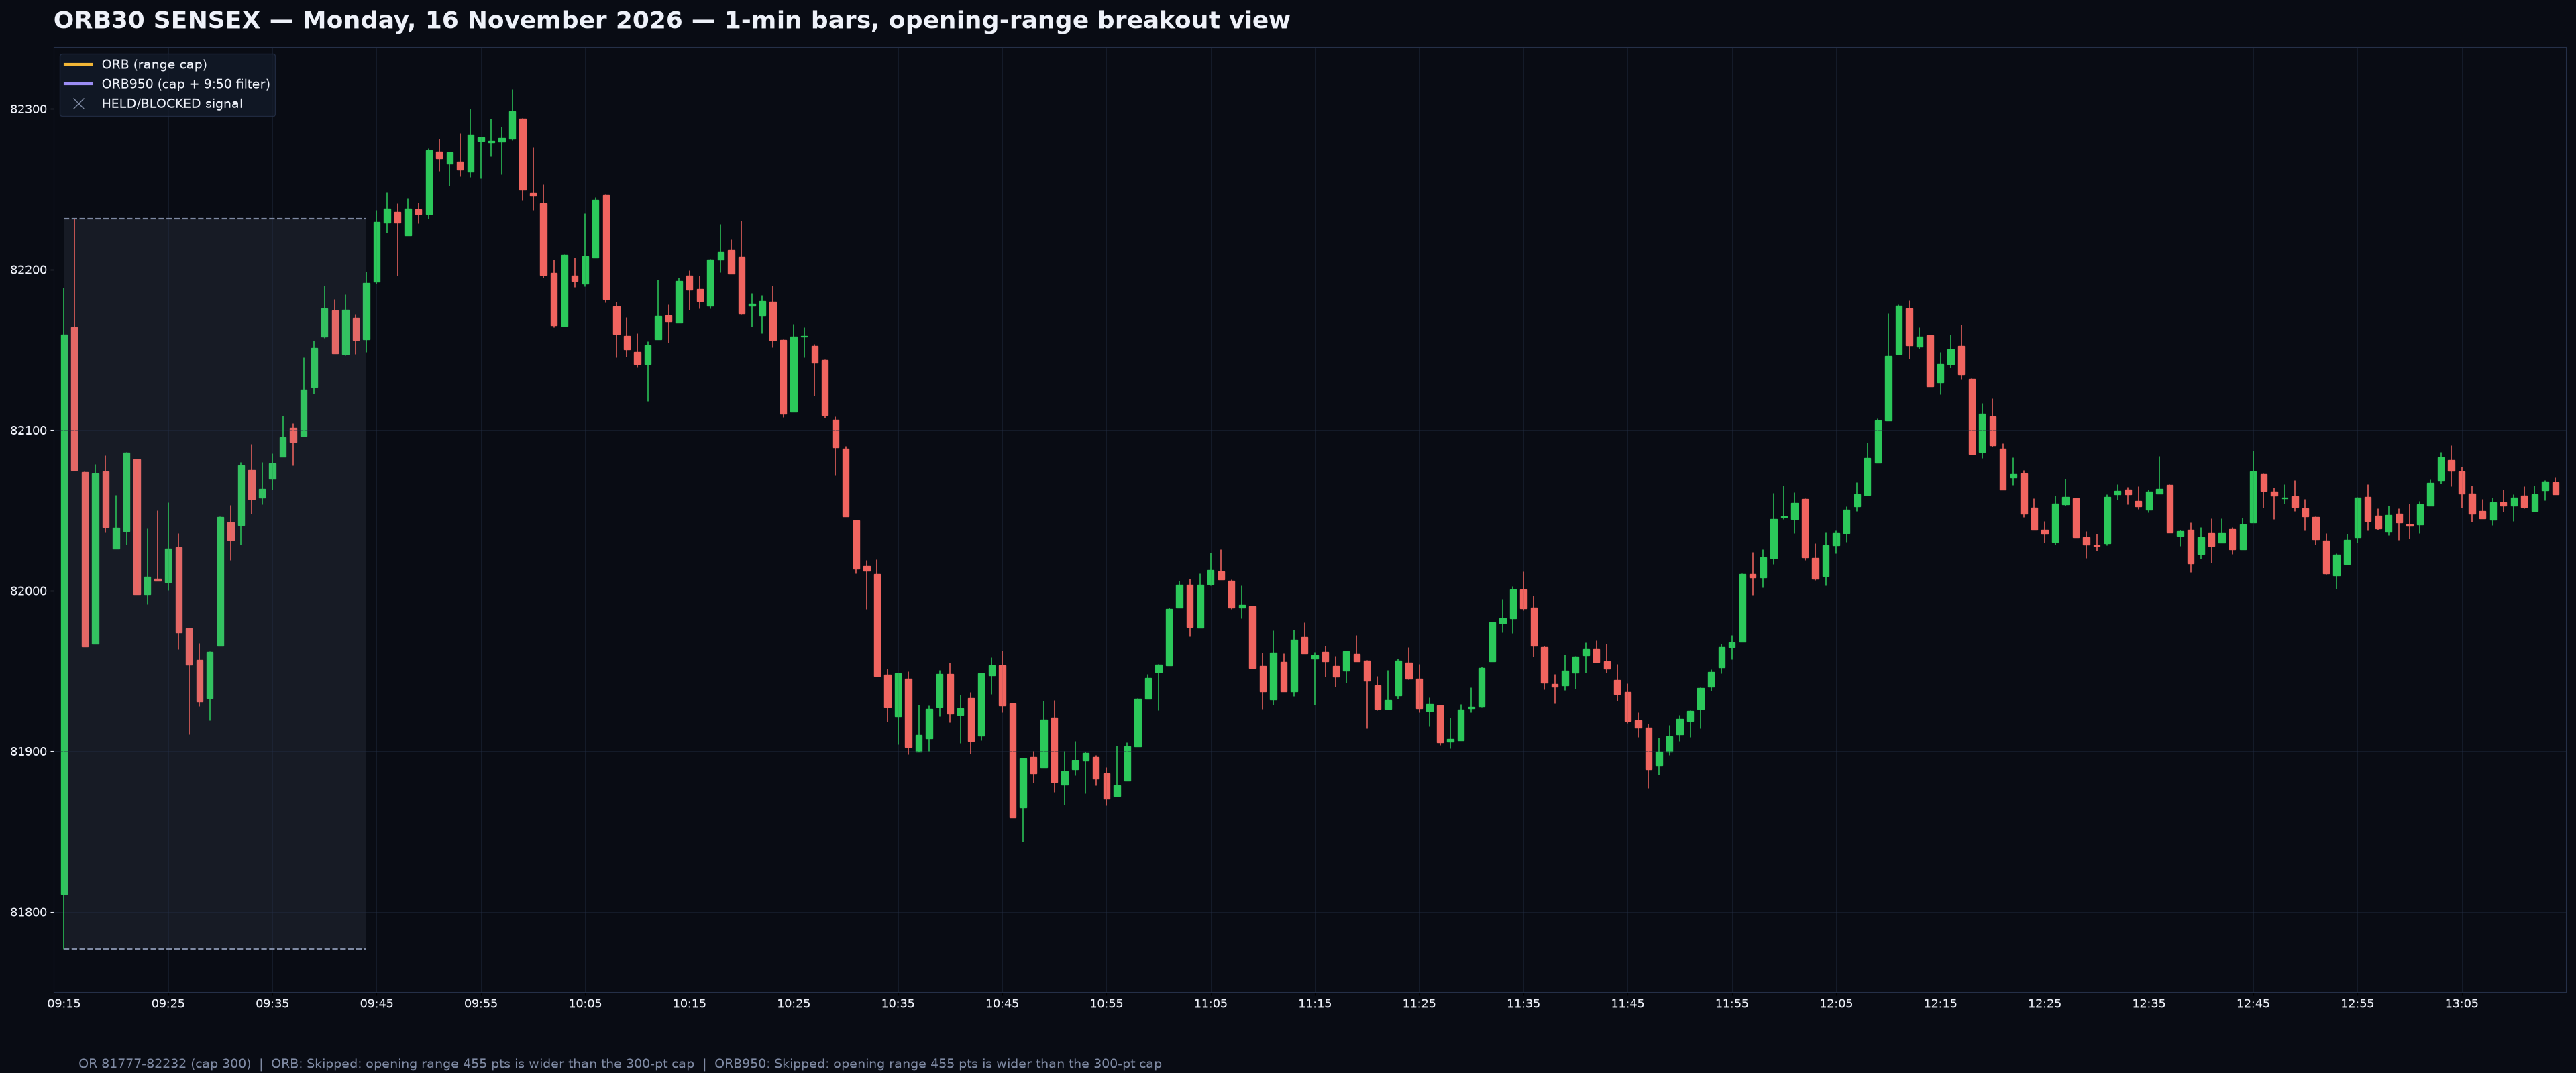 ORB30 SENSEX — Monday, 16 November 2026 — 1-min bars, opening-range breakout view
ORB (range cap)
ORB950 (cap + 9:50 filter)
HELD/BLOCKED signal
82300
82200
82100
82000
81900
81800
09:15 09:25 09:35 09:45 09:55 10:05 10:15 10:25 10:35 10:45 10:55 11:05 11:15 11:25 11:35 11:45 11:55 12:05 12:15 12:25 12:35 12:45 12:55 13:05
OR 81777-82232 (cap 300) | ORB: Skipped: opening range 455 pts is wider than the 300-pt cap | ORB950: Skipped: opening range 455 pts is wider than the 300-pt cap